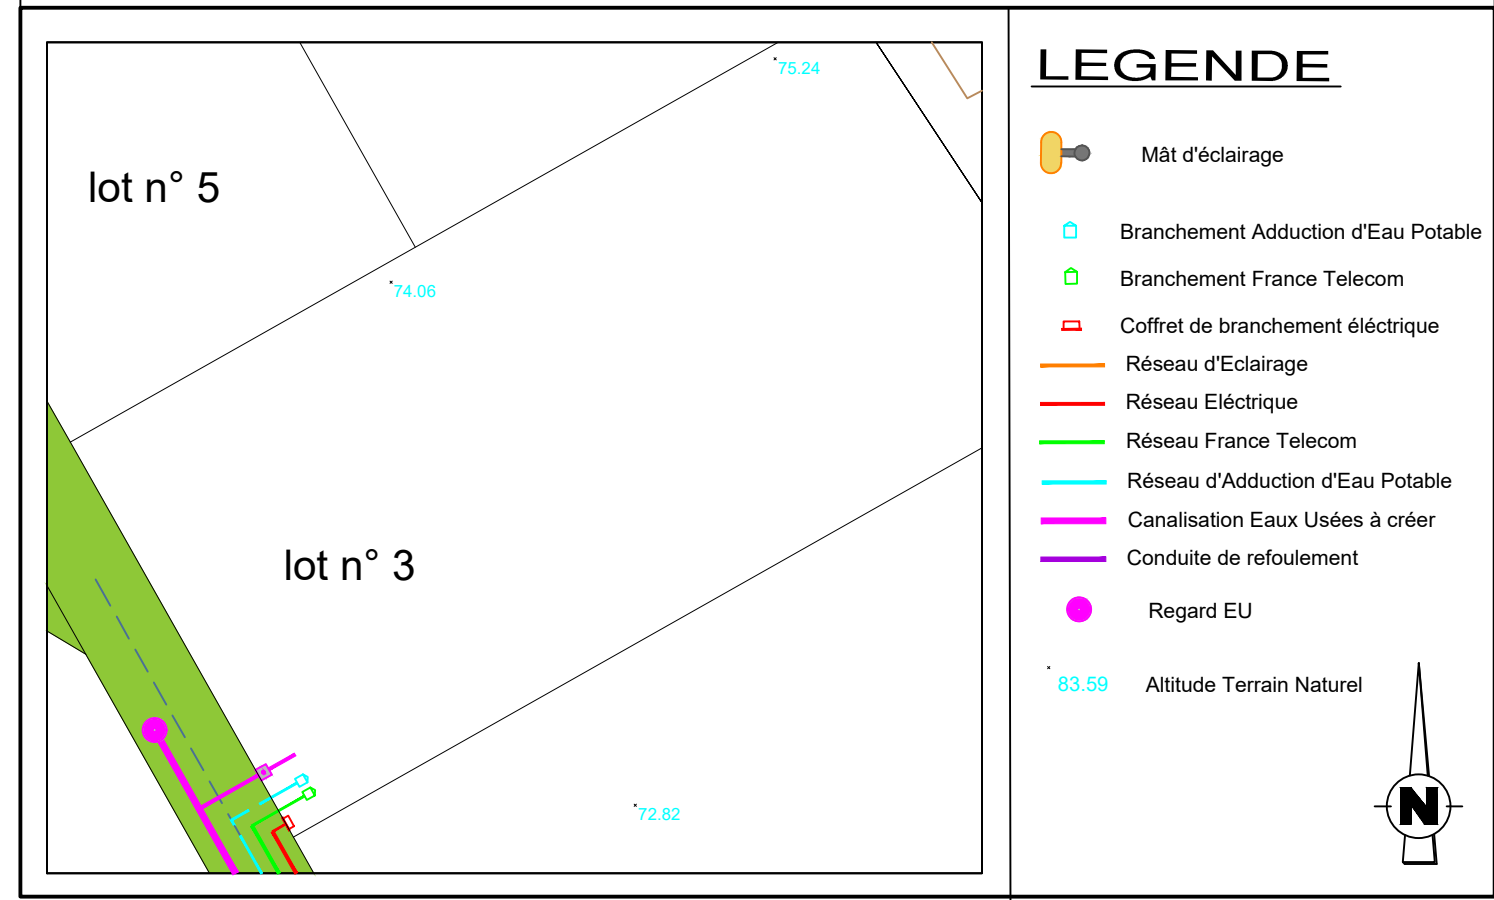 75.24
lot n° 5
74.06
lot n° 3
72.82
LEGENDE
Mât d'éclairage
Branchement Adduction d'Eau Potable
Branchement France Telecom
Coffret de branchement éléctrique
Réseau d'Eclairage
Réseau Eléctrique
Réseau France Telecom
Réseau d'Adduction d'Eau Potable
Canalisation Eaux Usées à créer
Conduite de refoulement
Regard EU
83.59 Altitude Terrain Naturel
N